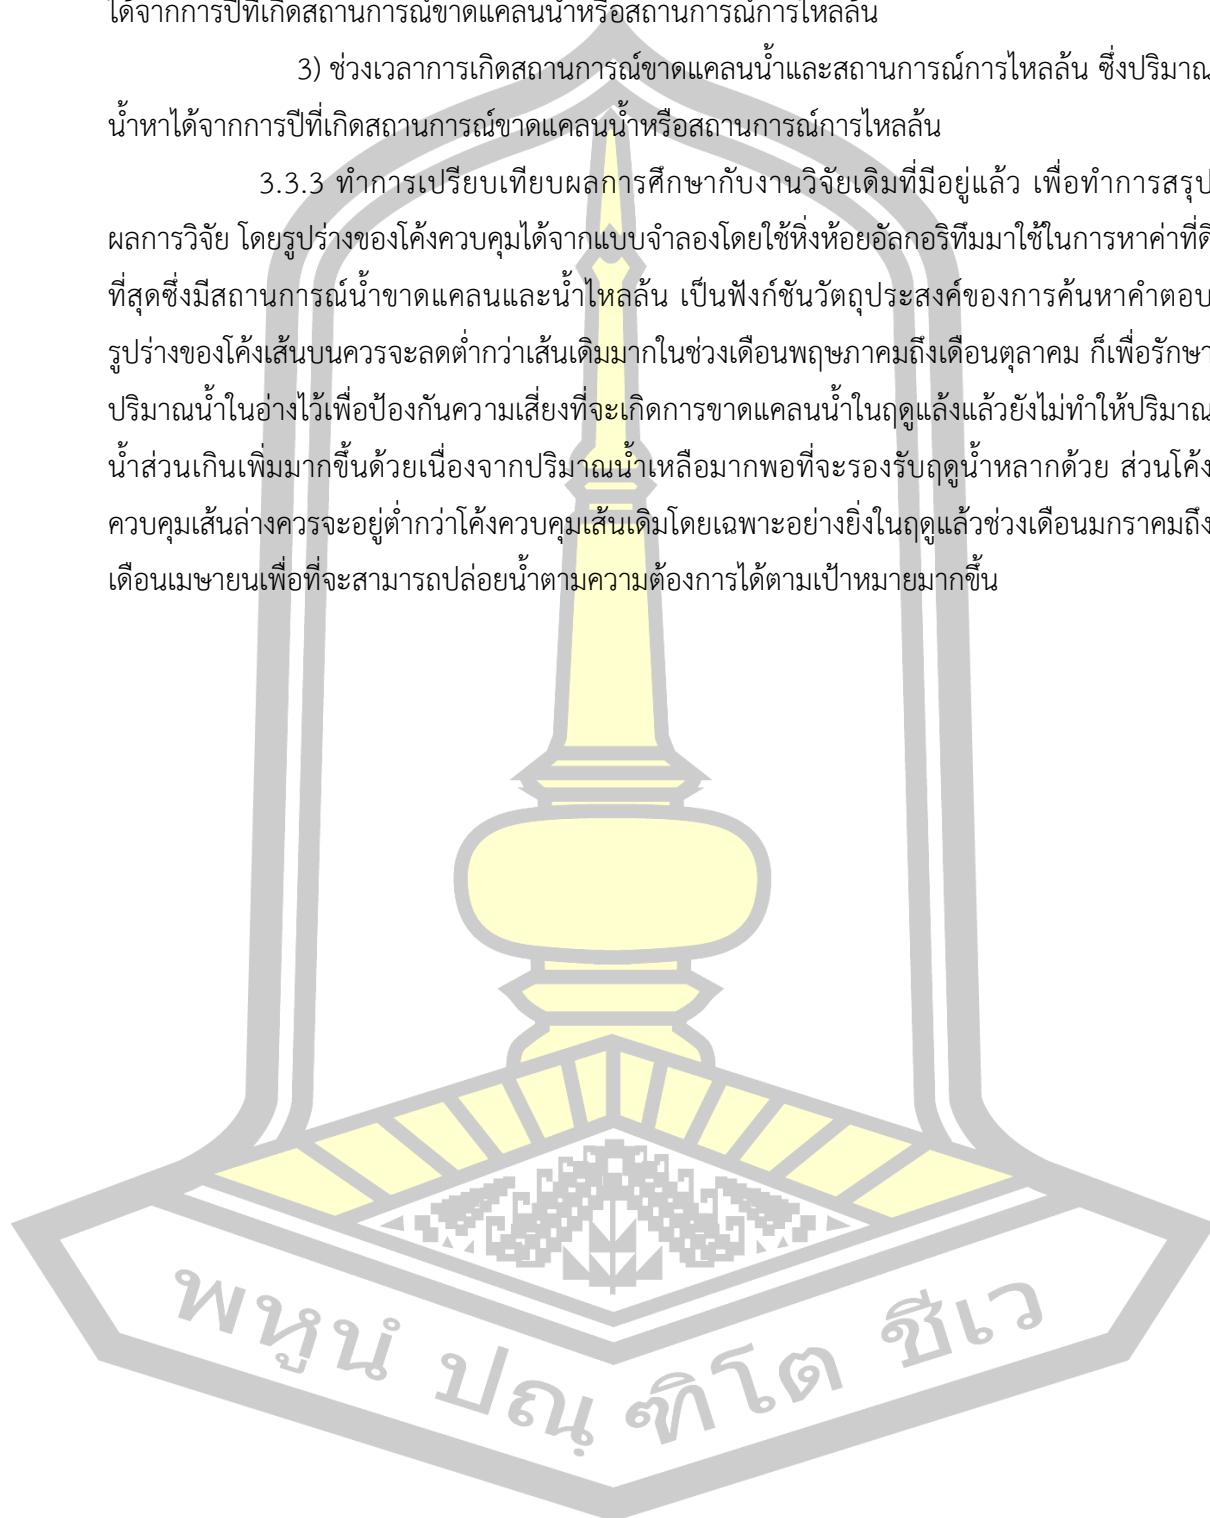 ได้จากการปีที่เกิดสถานการณ์ขาดแคลนน้ำหรือสถานการณ์การไหลล้น
3) ช่วงเวลาการเกิดสถานการณ์ขาดแคลนน้ำและสถานการณ์การไหลล้น ซึ่งปริมาณ
น้ำหาได้จากการปีที่เกิดสถานการณ์ขาดแคลนน้ำหรือสถานการณ์การไหลล้น
3.3.3 ทำการเปรียบเทียบผลการศึกษากับงานวิจัยเดิมที่มีอยู่แล้ว เพื่อทำการสรุป
ผลการวิจัย โดยรูปร่างของโค้งควบคุมได้จากแบบจำลองโดยใช้หิ่งห้อยอัลกอริทึมมาใช้ในการหาค่าที่ดี
ที่สุดซึ่งมีสถานการณ์น้ำขาดแคลนและน้ำไหลล้น เป็นฟังก์ชันวัตถุประสงค์ของการค้นหาคำตอบ
รูปร่างของโค้งเส้นบนควรจะลดต่ำกว่าเส้นเดิมมากในช่วงเดือนพฤษภาคมถึงเดือนตุลาคม ก็เพื่อรักษา
ปริมาณน้ำในอ่างไว้เพื่อป้องกันความเสี่ยงที่จะเกิดการขาดแคลนน้ำในฤดูแล้งแล้วยังไม่ทำให้ปริมาณ
น้ำส่วนเกินเพิ่มมากขึ้นด้วยเนื่องจากปริมาณน้ำเหลือมากพอที่จะรองรับฤดูน้ำหลากด้วย ส่วนโค้ง
ควบคุมเส้นล่างควรจะอยู่ต่ำกว่าโค้งควบคุมเส้นเดิมโดยเฉพาะอย่างยิ่งในฤดูแล้วช่วงเดือนมกราคมถึง
เดือนเมษายนเพื่อที่จะสามารถปล่อยน้ำตามความต้องการได้ตามเป้าหมายมากขึ้น
พหูนํ ปณฺฑิโต ชีเว